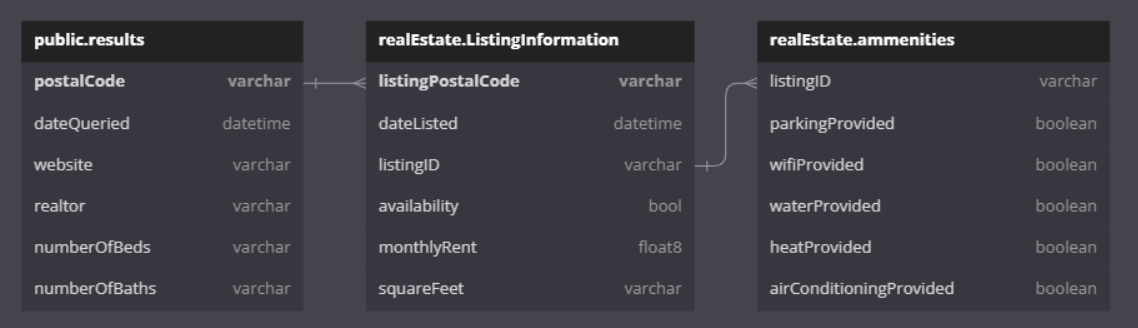 public.results
postalCode varchar
dateQueried datetime
website varchar
realtor varchar
numberOfBeds varchar
numberOfBaths varchar
realEstate.ListingInformation
listingPostalCode varchar
dateListed datetime
listingID varchar
availability bool
monthlyRent float8
squareFeet varchar
realEstate.ammenities
listingID varchar
parkingProvided boolean
wifiProvided boolean
waterProvided boolean
heatProvided boolean
airConditioningProvided boolean